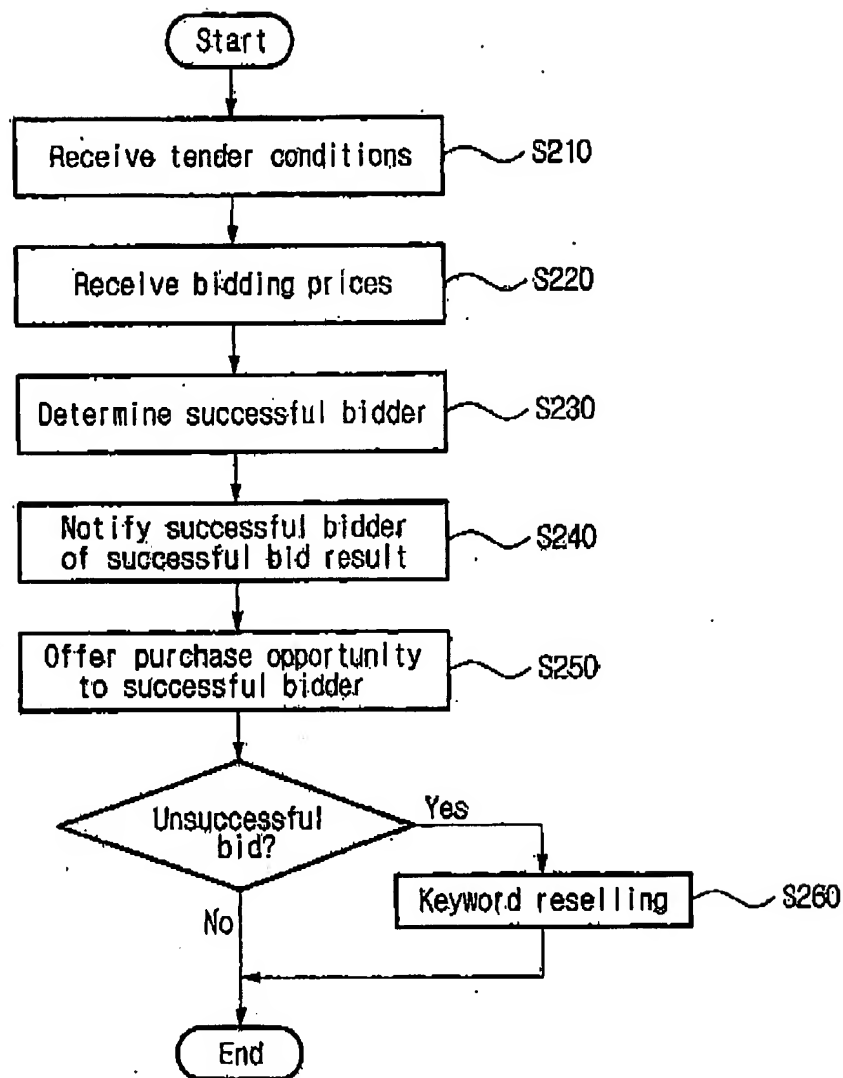 Start
Receive tender conditions
S210
Receive bidding prices
S220
Determine successful bidder
S230
Notify successful bidder
of successful bid result
S240
Offer purchase opportunity
to successful bidder
S250
Unsuccessful
bid?
Yes
Keyword reselling
S260
No
End